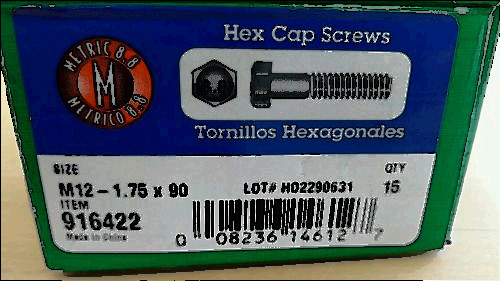 METRIC 8.8
M
METRICO 8.8
Hex Cap Screws
Tornillos Hexagonales
SIZE
M12-1.75 x 90
LOT# H02290631
QTY
15
ITEM
916422
Made in China
0 08236 14612 7